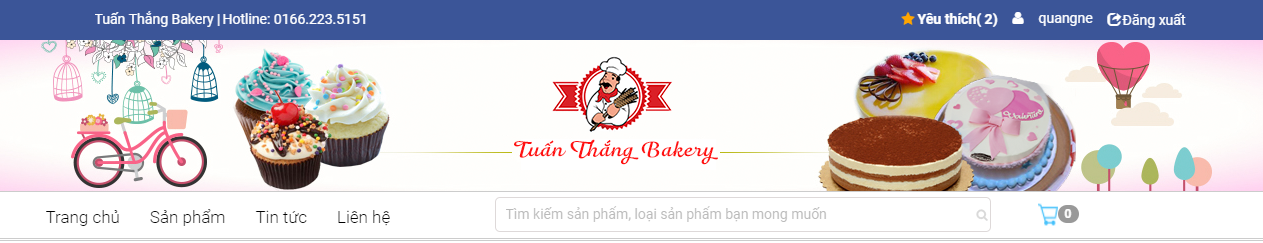 Tuấn Thắng Bakery | Hotline: 0166.223.5151
Yêu thích( 2) quangne Đăng xuất
Tuấn Thắng Bakery
Trang chủ Sản phẩm Tin tức Liên hệ
Tìm kiếm sản phẩm, loại sản phẩm bạn mong muốn
0